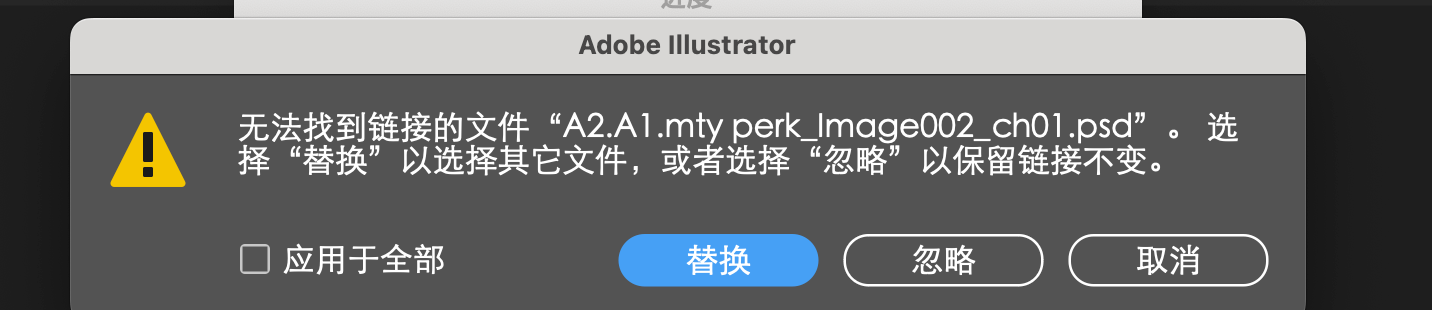 进度
Adobe Illustrator
无法找到链接的文件“A2.A1.mty perk_Image002_ch01.psd”。 选
择“替换”以选择其它文件，或者选择“忽略”以保留链接不变。
应用于全部
替换
忽略
取消